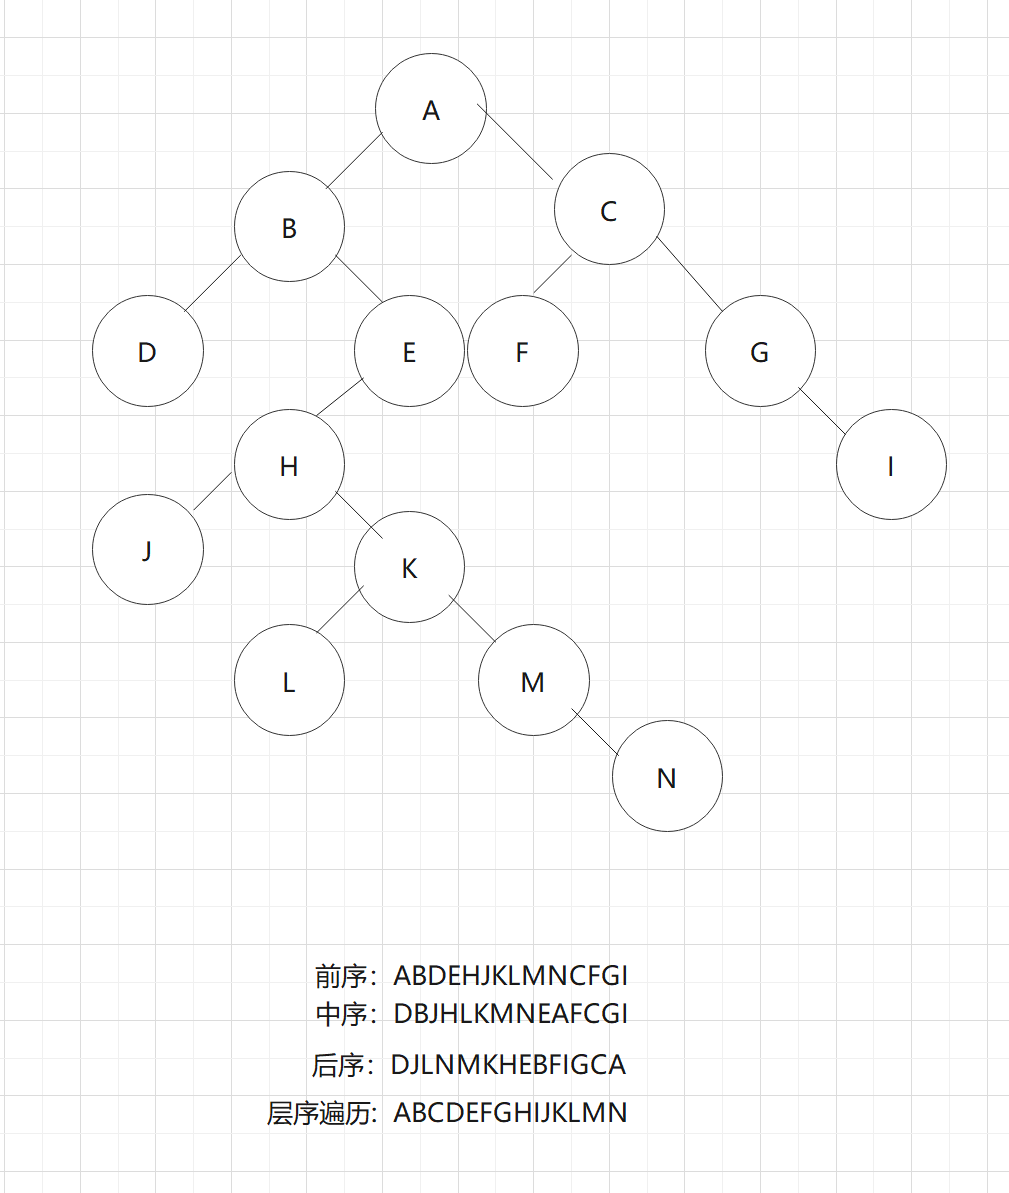 A
B
C
D
E
F
G
H
I
J
K
L
M
N
前序：ABDEHJKLMNCFGI
中序：DBJHLKMNEAFCGI
后序：DJLNMKHEBFIGCA
层序遍历：ABCDEFGHIJKLMN